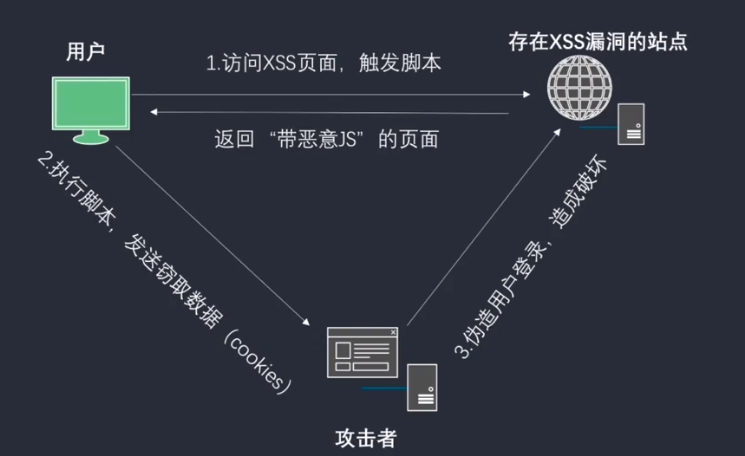 用户
存在XSS漏洞的站点
1.访问XSS页面，触发脚本
返回“带恶意JS”的页面
2.执行脚本，发送窃取数据（cookies）
3.伪造用户登录，造成破坏
攻击者